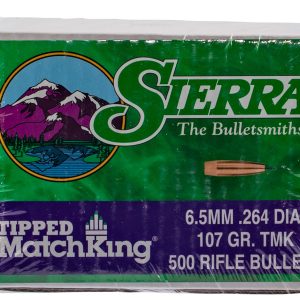 SIERRA
The Bulletsmiths
TIPPED
MatchKing®
6.5MM .264 DIA
107 GR. TMK
500 RIFLE BULLE